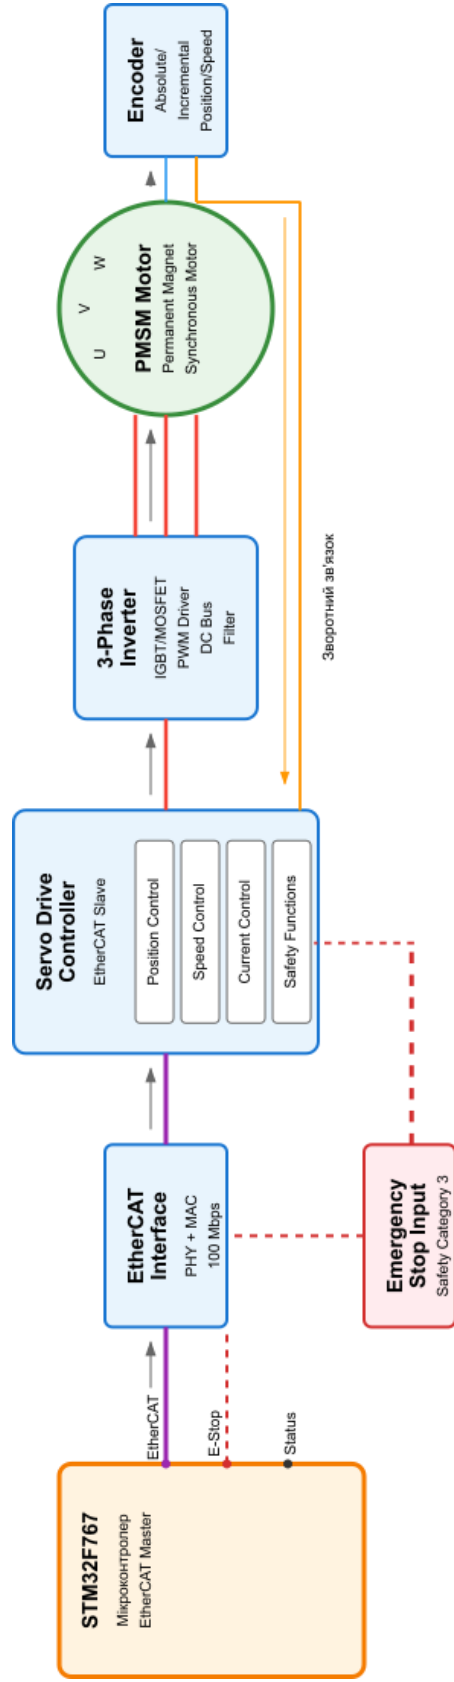 STM32F767
Мікроконтролер
EtherCAT Master
EtherCAT
E-Stop
Status
EtherCAT
Interface
PHY + MAC
100 Mbps
Emergency
Stop Input
Safety Category 3
Servo Drive
Controller
EtherCAT Slave
Position Control
Speed Control
Current Control
Safety Functions
3-Phase
Inverter
IGBT/MOSFET
PWM Driver
DC Bus
Filter
Зворотний зв'язок
U V W
PMSM Motor
Permanent Magnet
Synchronous Motor
Encoder
Absolute/
Incremental
Position/Speed